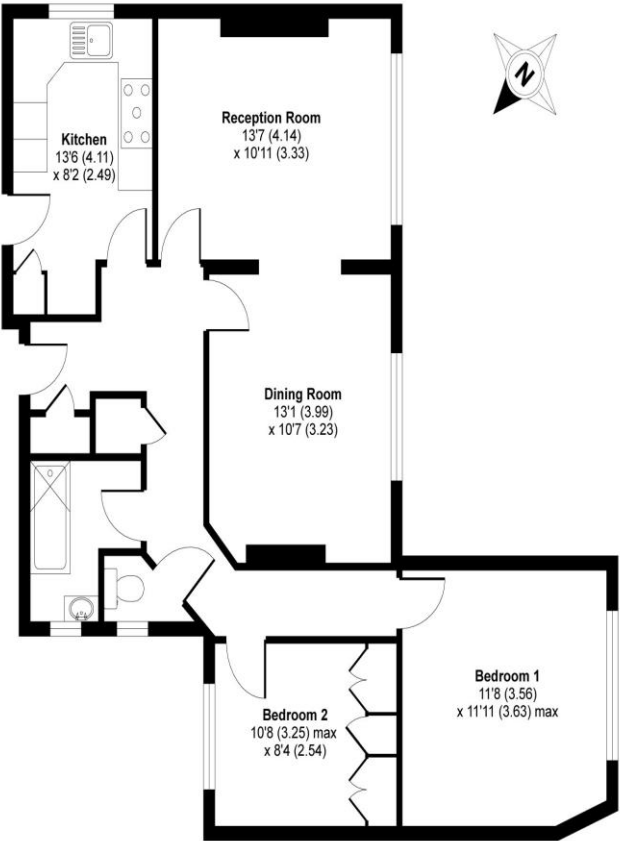 N
Reception Room
13'7 (4.14)
x 10'11 (3.33)
Kitchen
13'6 (4.11)
x 8'2 (2.49)
Dining Room
13'1 (3.99)
x 10'7 (3.23)
Bedroom 1
11'8 (3.56)
x 11'11 (3.63) max
Bedroom 2
10'8 (3.25) max
x 8'4 (2.54)